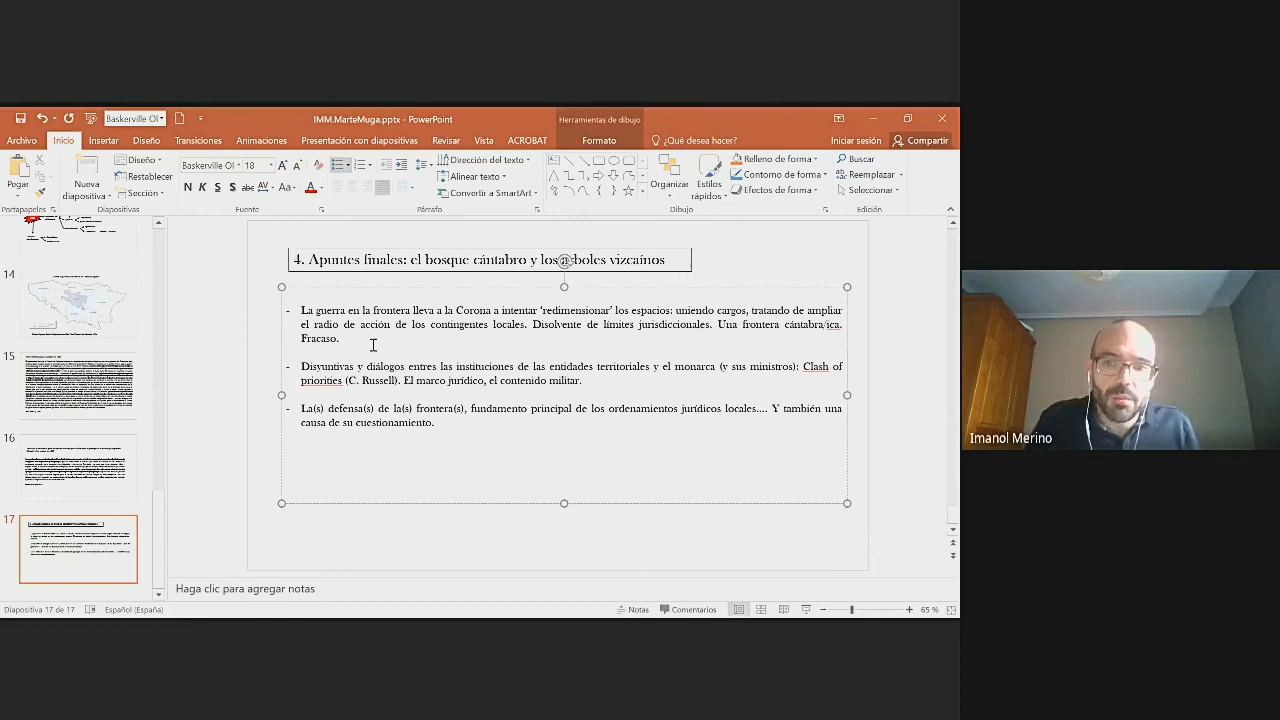 Baskerville Ol
IMM.MarteMuga.pptx - PowerPoint
Herramientas de dibujo
Archivo Inicio Insertar Diseño Transiciones Animaciones Presentación con diapositivas Revisar Vista ACROBAT Formato ¿Qué desea hacer? Iniciar sesión Compartir
Pegar
Nueva diapositiva
Diseño
Restablecer
Sección
Baskerville Ol 18
N K S S abc AV Aa A
Dirección del texto
Alinear texto
Convertir a SmartArt
Organizar
Estilos rápidos
Relleno de forma
Contorno de forma
Efectos de forma
Buscar
Reemplazar
Seleccionar
Portapapeles Diapositivas Fuente Párrafo Dibujo Edición
14
15
16
17
4. Apuntes finales: el bosque cántabro y los árboles vizcaínos
- La guerra en la frontera lleva a la Corona a intentar ‘redimensionar’ los espacios: uniendo cargos, tratando de ampliar
el radio de acción de los contingentes locales. Disolvente de límites jurisdiccionales. Una frontera cántabra/ica.
Fracaso.
- Disyuntivas y diálogos entres las instituciones de las entidades territoriales y el monarca (y sus ministros): Clash of
priorities (C. Russell). El marco jurídico, el contenido militar.
- La(s) defensa(s) de la(s) frontera(s), fundamento principal de los ordenamientos jurídicos locales.... Y también una
causa de su cuestionamiento.
Haga clic para agregar notas
Diapositiva 17 de 17 Español (España) Notas Comentarios 65 %
Imanol Merino